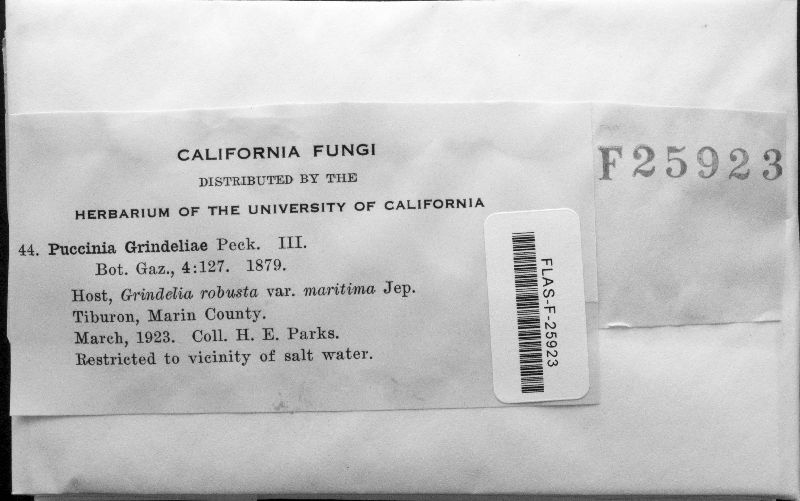 CALIFORNIA FUNGI
DISTRIBUTED BY THE
HERBARIUM OF THE UNIVERSITY OF CALIFORNIA
44. Puccinia Grindeliae Peck. III.
Bot. Gaz., 4:127. 1879.
Host, Grindelia robusta var. maritima Jep.
Tiburon, Marin County.
March, 1923. Coll. H. E. Parks.
Restricted to vicinity of salt water.
F25923
FLAS-F-25923